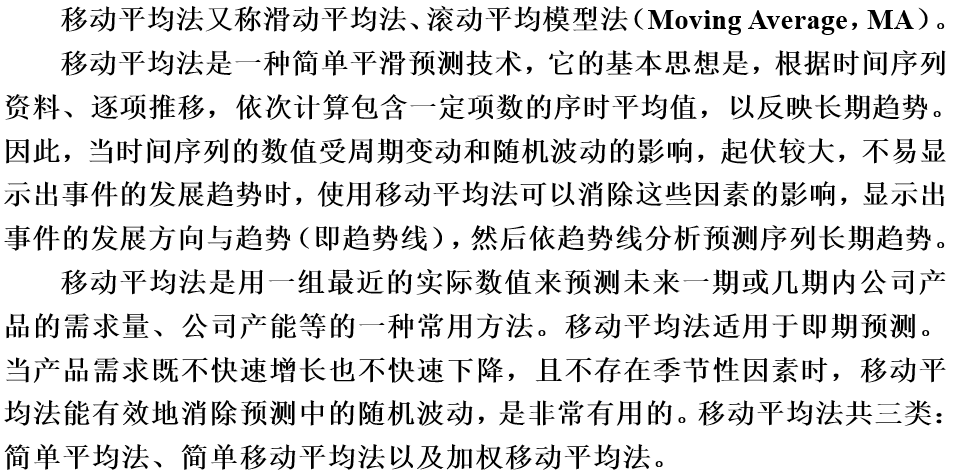 移动平均法又称滑动平均法、滚动平均模型法(Moving Average,MA)。
移动平均法是一种简单平滑预测技术,它的基本思想是,根据时间序列
资料、逐项推移,依次计算包含一定项数的序时平均值,以反映长期趋势。
因此,当时间序列的数值受周期变动和随机波动的影响,起伏较大,不易显
示出事件的发展趋势时,使用移动平均法可以消除这些因素的影响,显示出
事件的发展方向与趋势(即趋势线),然后依趋势线分析预测序列长期趋势。
移动平均法是用一组最近的实际数值来预测未来一期或几期内公司产
品的需求量、公司产能等的一种常用方法。移动平均法适用于即期预测。
当产品需求既不快速增长也不快速下降,且不存在季节性因素时,移动平
均法能有效地消除预测中的随机波动,是非常有用的。移动平均法共三类:
简单平均法、简单移动平均法以及加权移动平均法。